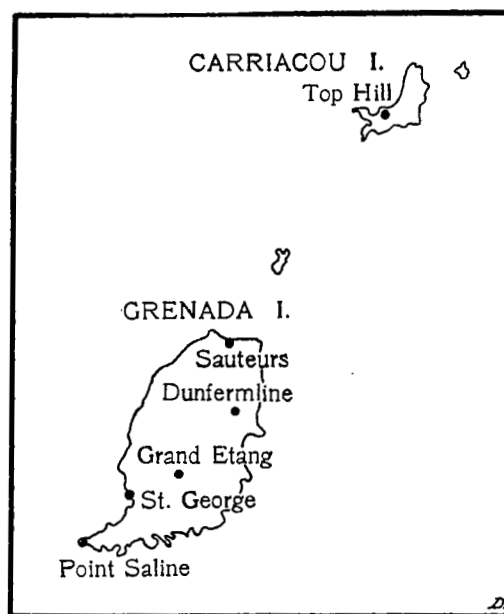 CARRIACOU I.
Top Hill
GRENADA I.
Sauteurs
Dunfermline
Grand Etang
St. George
Point Saline